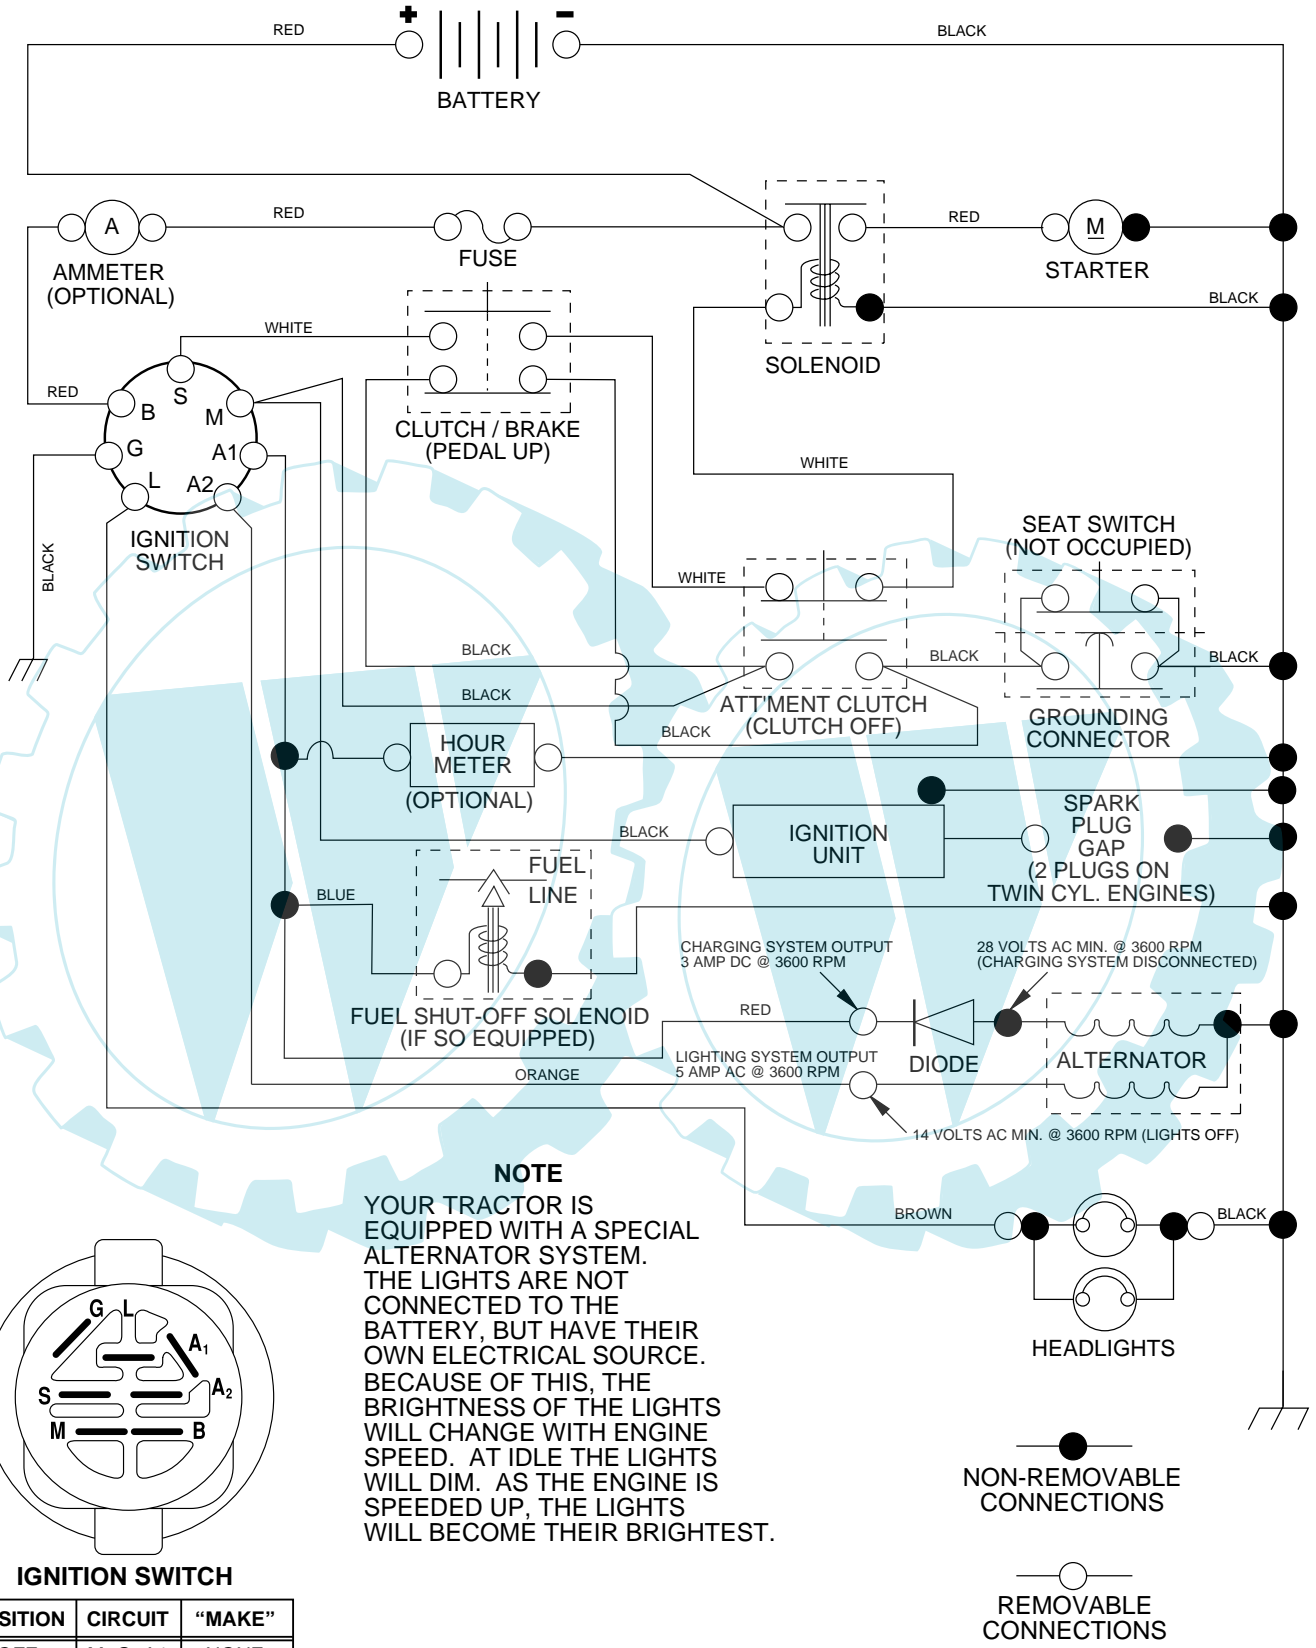 RED
+
−
BLACK
BATTERY
A
RED
FUSE
RED
M
STARTER
AMMETER
(OPTIONAL)
BLACK
WHITE
SOLENOID
RED
B
S
M
G
A1
L
A2
CLUTCH / BRAKE
(PEDAL UP)
WHITE
IGNITION
SWITCH
BLACK
SEAT SWITCH
(NOT OCCUPIED)
WHITE
BLACK
BLACK
BLACK
BLACK
ATT'MENT CLUTCH
(CLUTCH OFF)
GROUNDING
CONNECTOR
BLACK
HOUR
METER
(OPTIONAL)
BLACK
IGNITION
UNIT
SPARK
PLUG
GAP
(2 PLUGS ON
TWIN CYL. ENGINES)
FUEL
LINE
BLUE
FUEL SHUT-OFF SOLENOID
(IF SO EQUIPPED)
CHARGING SYSTEM OUTPUT
3 AMP DC @ 3600 RPM
28 VOLTS AC MIN. @ 3600 RPM
(CHARGING SYSTEM DISCONNECTED)
RED
DIODE
ALTERNATOR
LIGHTING SYSTEM OUTPUT
5 AMP AC @ 3600 RPM
ORANGE
14 VOLTS AC MIN. @ 3600 RPM (LIGHTS OFF)
NOTE
YOUR TRACTOR IS
EQUIPPED WITH A SPECIAL
ALTERNATOR SYSTEM.
THE LIGHTS ARE NOT
CONNECTED TO THE
BATTERY, BUT HAVE THEIR
OWN ELECTRICAL SOURCE.
BECAUSE OF THIS, THE
BRIGHTNESS OF THE LIGHTS
WILL CHANGE WITH ENGINE
SPEED. AT IDLE THE LIGHTS
WILL DIM. AS THE ENGINE IS
SPEEDED UP, THE LIGHTS
WILL BECOME THEIR BRIGHTEST.
BROWN
BLACK
HEADLIGHTS
G
L
A1
S
A2
M
B
IGNITION SWITCH
SITION CIRCUIT “MAKE”
NON-REMOVABLE
CONNECTIONS
REMOVABLE
CONNECTIONS